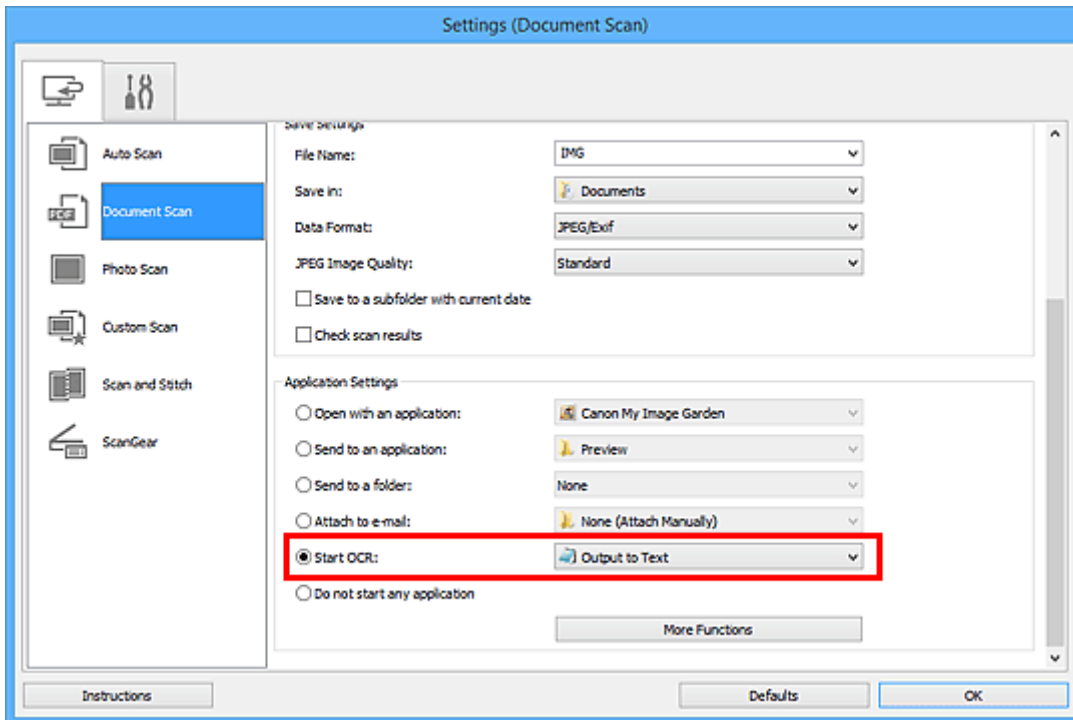 Settings (Document Scan)
Save Settings
Auto Scan
File Name: IMG
Save in: Documents
Document Scan
PDF
Data Format: JPEG/Exif
Photo Scan
JPEG Image Quality: Standard
Save to a subfolder with current date
Custom Scan
Check scan results
Scan and Stitch
Application Settings
Open with an application: Canon My Image Garden
ScanGear
Send to an application: Preview
Send to a folder: None
Attach to e-mail: None (Attach Manually)
Start OCR: Output to Text
Do not start any application
More Functions
Instructions Defaults OK